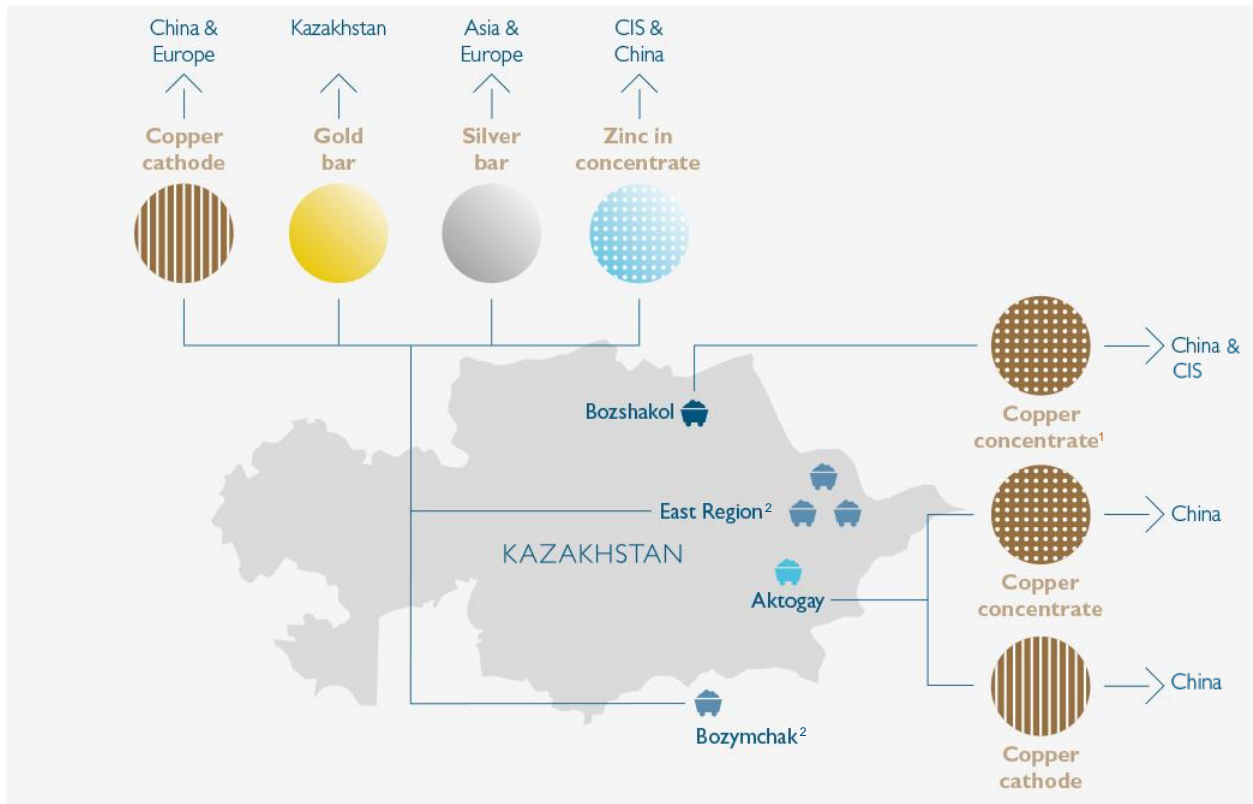 China &
Europe
Kazakhstan
Asia &
Europe
CIS &
China
Copper
cathode
Gold
bar
Silver
bar
Zinc in
concentrate
Bozshakol
China &
CIS
Copper
concentrate¹
East Region²
China
KAZAKHSTAN
Aktogay
Copper
concentrate
China
Bozymchak²
Copper
cathode